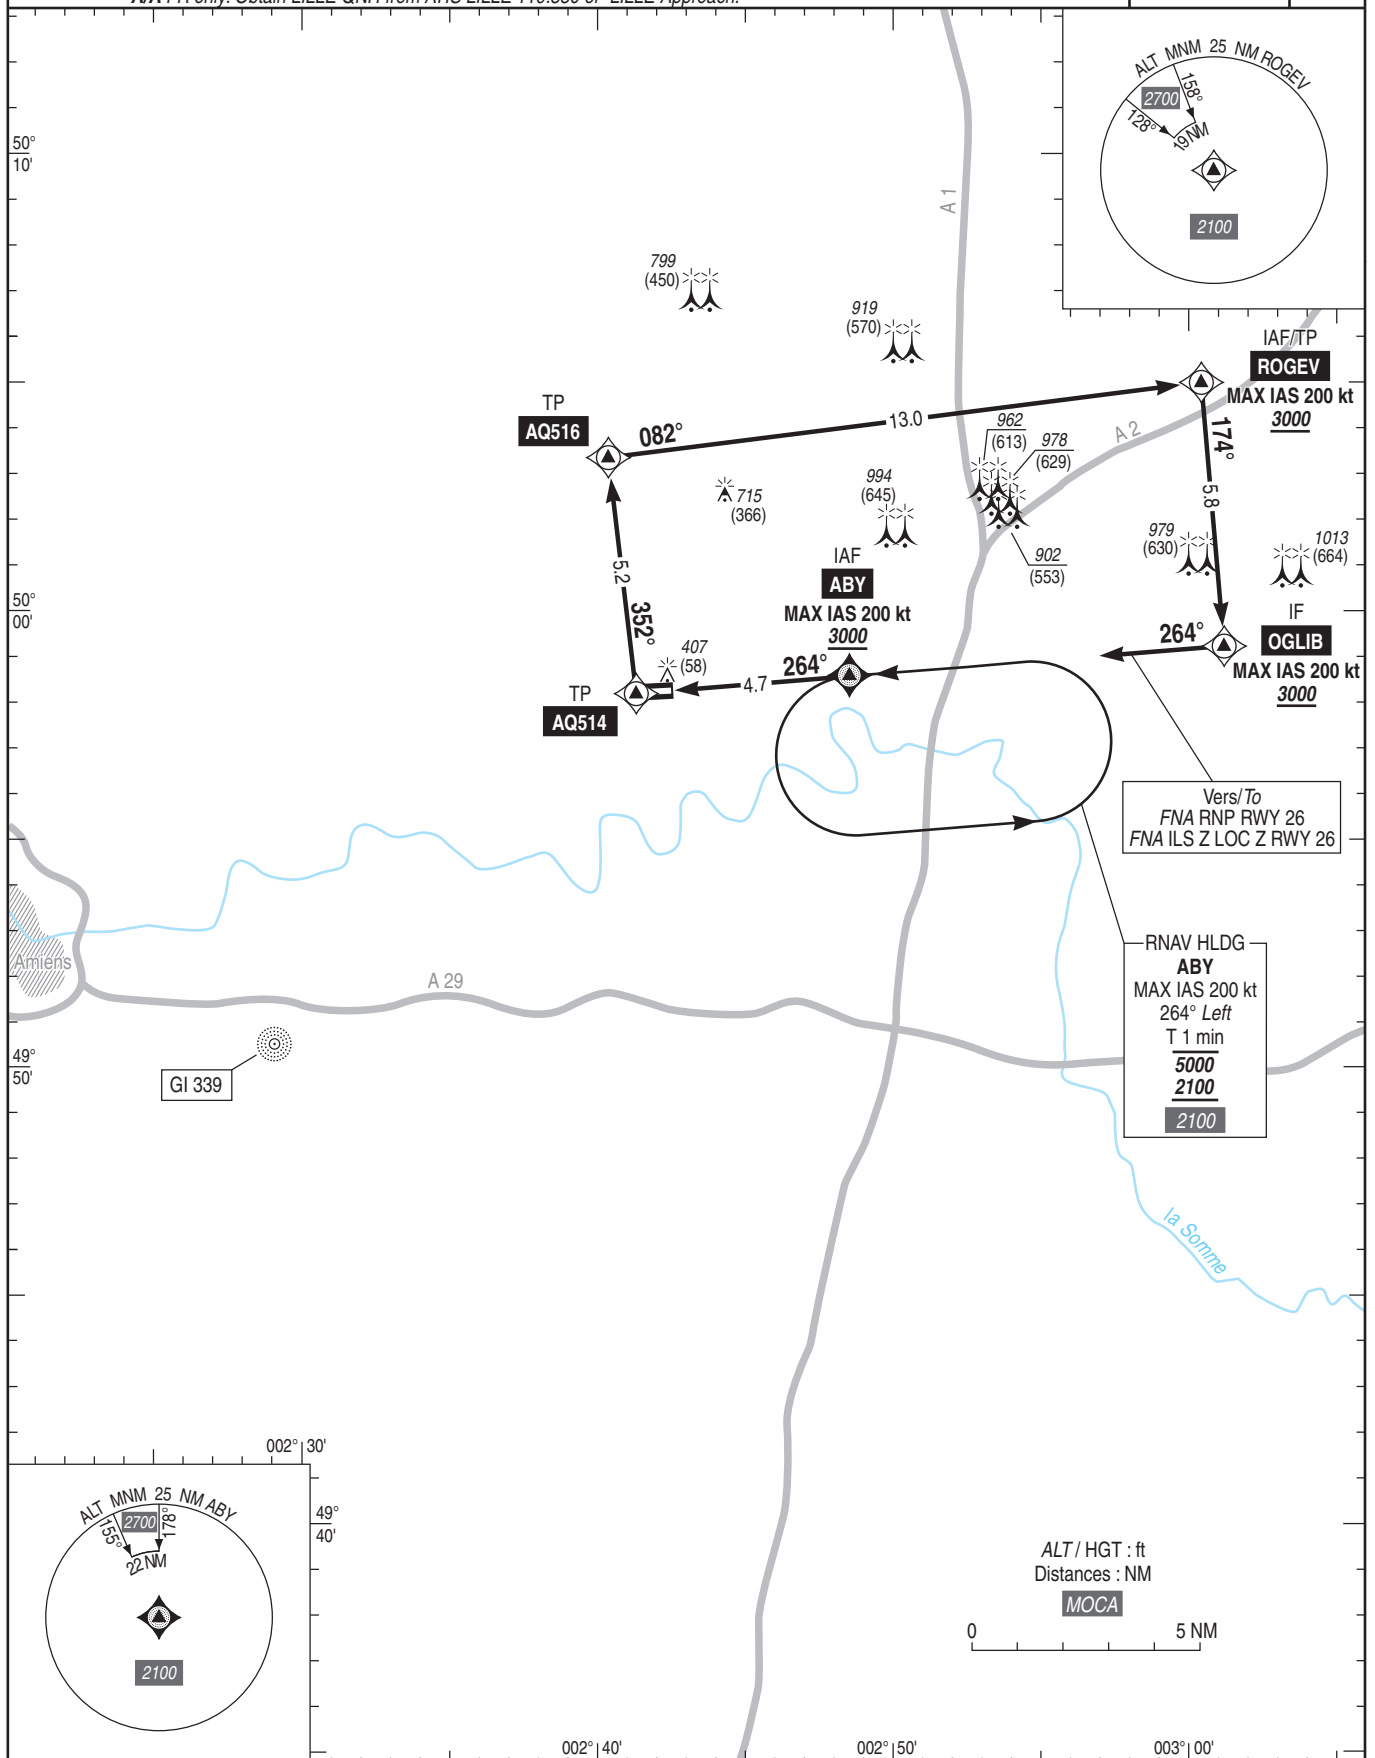 ALT MNM 25 NM ROGEV
2700
158°
128°
19 NM
2100
50°
10'
A 1
799
(450)
919
(570)
IAF/TP
ROGEV
MAX IAS 200 kt
3000
TP
AQ516
082°
13.0
962
(613)
978
(629)
A 2
174°
5.8
715
(366)
994
(645)
979
(630)
1013
(664)
902
(553)
IAF
ABY
MAX IAS 200 kt
3000
5.2
352°
50°
00'
IF
OGLIB
MAX IAS 200 kt
3000
264°
407
(58)
264°
4.7
TP
AQ514
Vers/To
FNA RNP RWY 26
FNA ILS Z LOC Z RWY 26
Amiens
A 29
RNAV HLDG
ABY
MAX IAS 200 kt
264° Left
T 1 min
5000
2100
2100
49°
50'
GI 339
la Somme
002° 30'
ALT MNM 25 NM ABY
2700
155°
178°
22 NM
2100
49°
40'
ALT / HGT : ft
Distances : NM
MOCA
0 5 NM
002° 40' 002° 50' 003° 00'